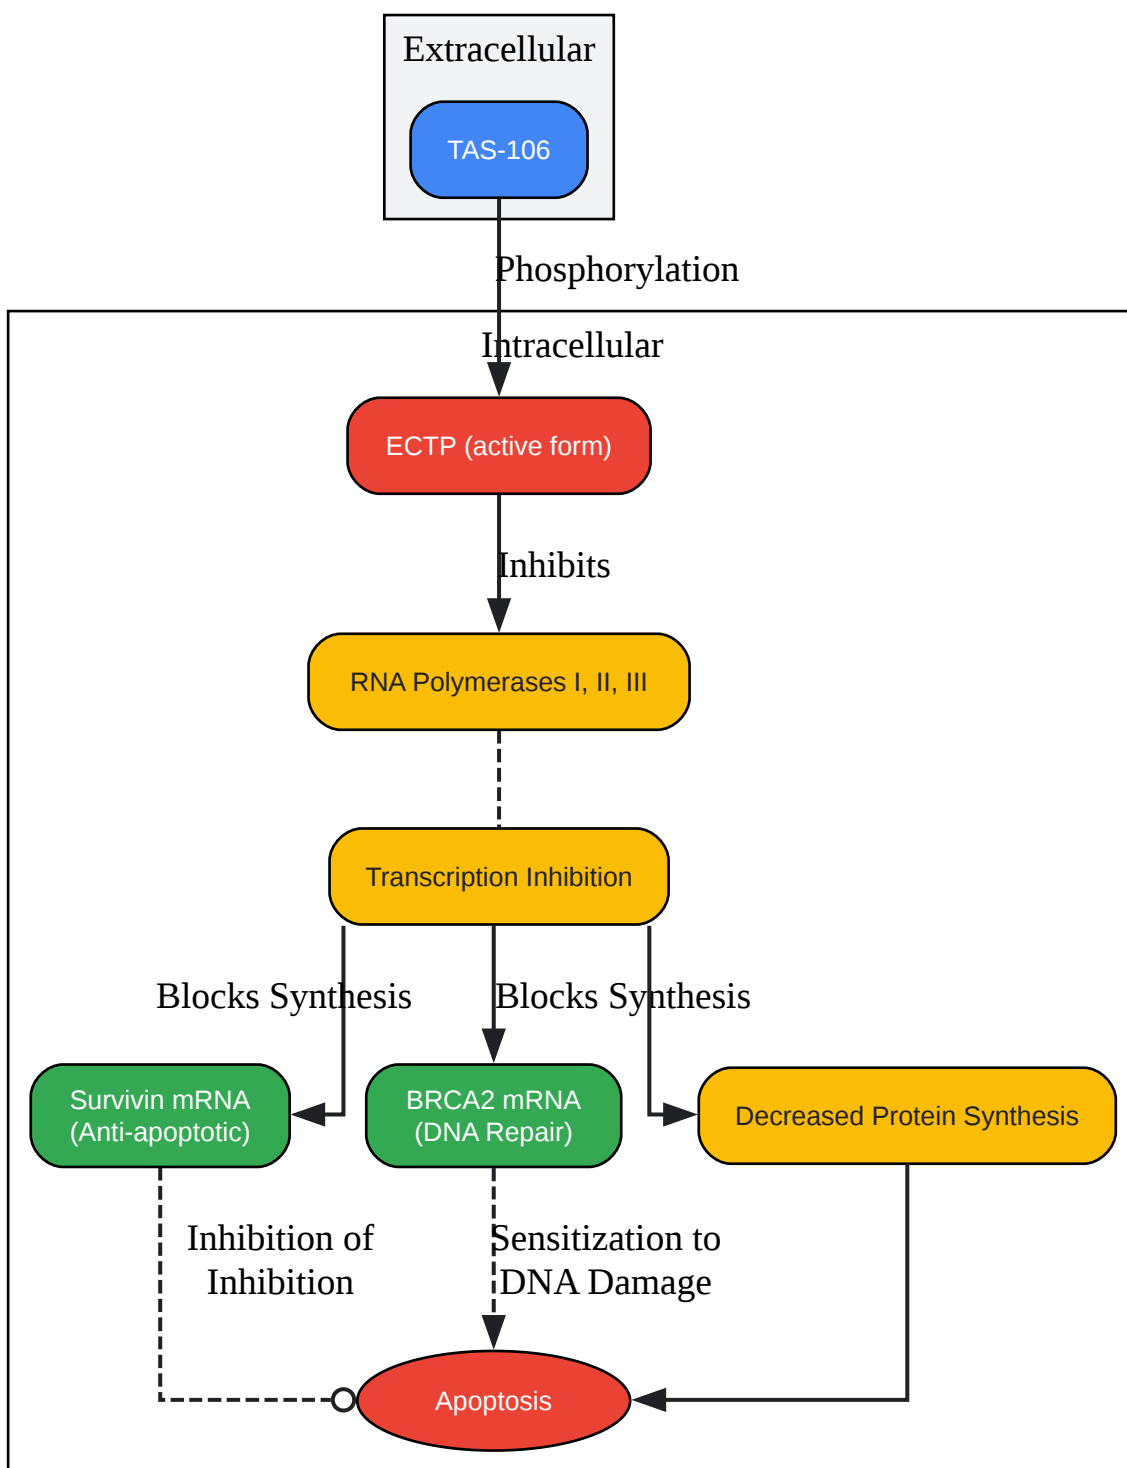 Extracellular
TAS-106
Phosphorylation
Intracellular
ECTP (active form)
Inhibits
RNA Polymerases I, II, III
Transcription Inhibition
Blocks Synthesis
Blocks Synthesis
Survivin mRNA
(Anti-apoptotic)
BRCA2 mRNA
(DNA Repair)
Decreased Protein Synthesis
Inhibition of
Inhibition
Sensitization to
DNA Damage
Apoptosis